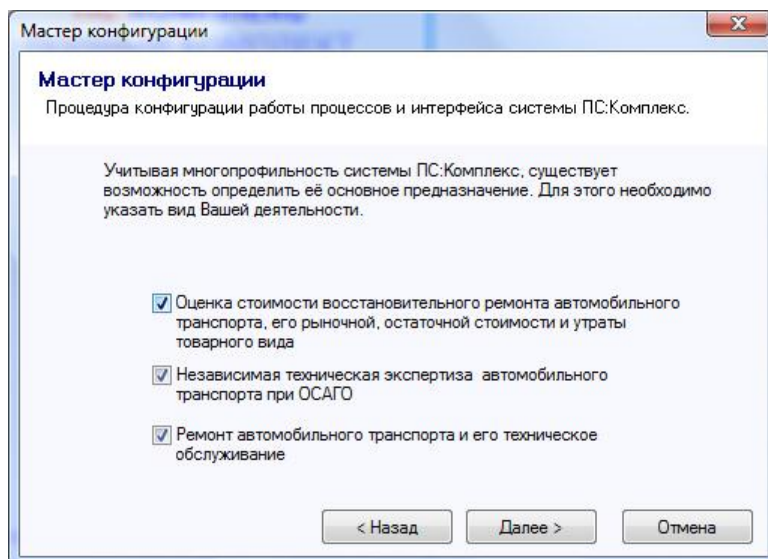 Мастер конфигурации
Мастер конфигурации
Процедура конфигурации работы процессов и интерфейса системы ПС:Комплекс.
Учитывая многопрофильность системы ПС:Комплекс, существует
возможность определить её основное предназначение. Для этого необходимо
указать вид Вашей деятельности.
Оценка стоимости восстановительного ремонта автомобильного
транспорта, его рыночной, остаточной стоимости и утраты
товарного вида
Независимая техническая экспертиза автомобильного
транспорта при ОСАГО
Ремонт автомобильного транспорта и его техническое
обслуживание
< Назад
Далее >
Отмена